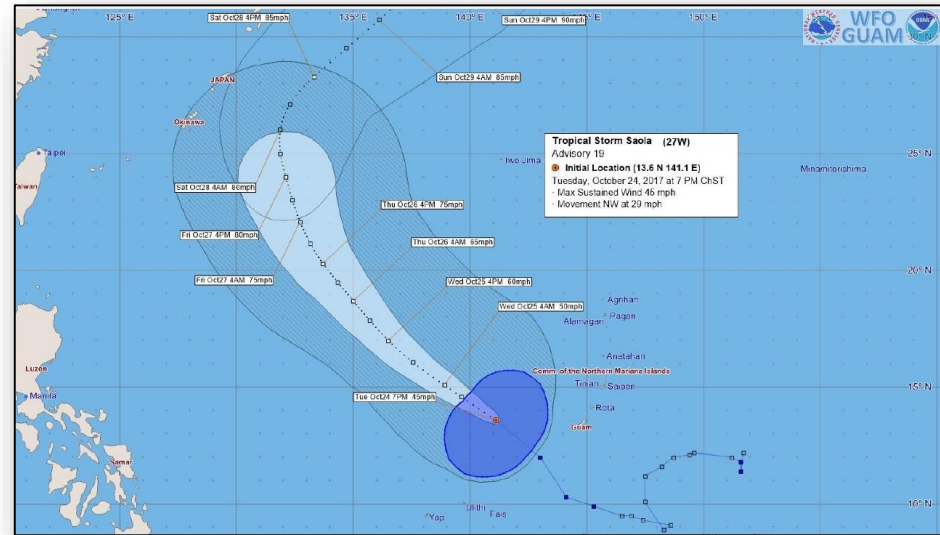 125°E
135°E
140°E
150°E
WFO
GUAM
Sat Oct28 4PM 85mph
Sun Oct29 4PM 90mph
Sun Oct29 4AM 85mph
JAPAN
Okinawa
Taipei
Taiwan
Tropical Storm Saola (27W)
Advisory 19
Initial Location (13.6 N 141.1 E)
Tuesday, October 24, 2017 at 7 PM ChST
- Max Sustained Wind 45 mph
- Movement NW at 29 mph
25°N
Iwo Jima
Minamitorishima
Sat Oct28 4AM 80mph
Thu Oct26 4PM 75mph
Fri Oct27 4PM 80mph
Thu Oct26 4AM 65mph
Fri Oct27 4AM 75mph
Wed Oct25 4PM 60mph
20°N
Wed Oct25 4AM 50mph
Agrihan
Pagan
Alamagan
Anatahan
Luzon
Comm. of the Northern Mariana Islands
Tinian
Saipan
15°N
Manila
Tue Oct24 7PM 45mph
Rota
Guam
Samar
Ulithi
Fais
Yap
10°N